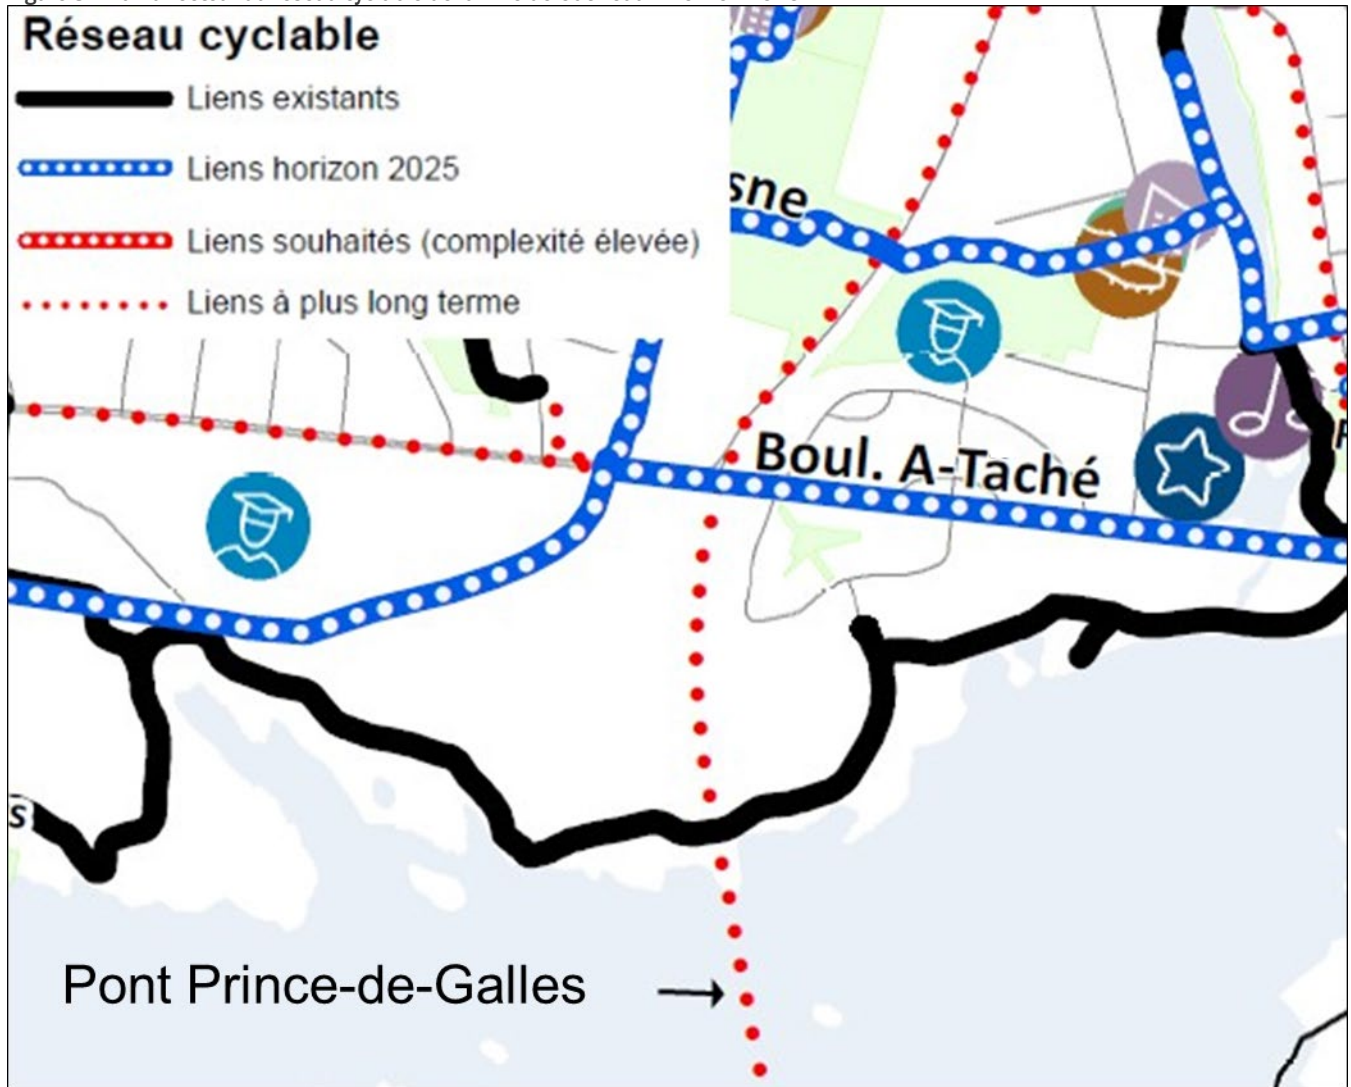 Réseau cyclable
Liens existants
Liens horizon 2025
Liens souhaités (complexité élevée)
Liens à plus long terme
sne
Boul. A-Taché
s
Pont Prince-de-Galles